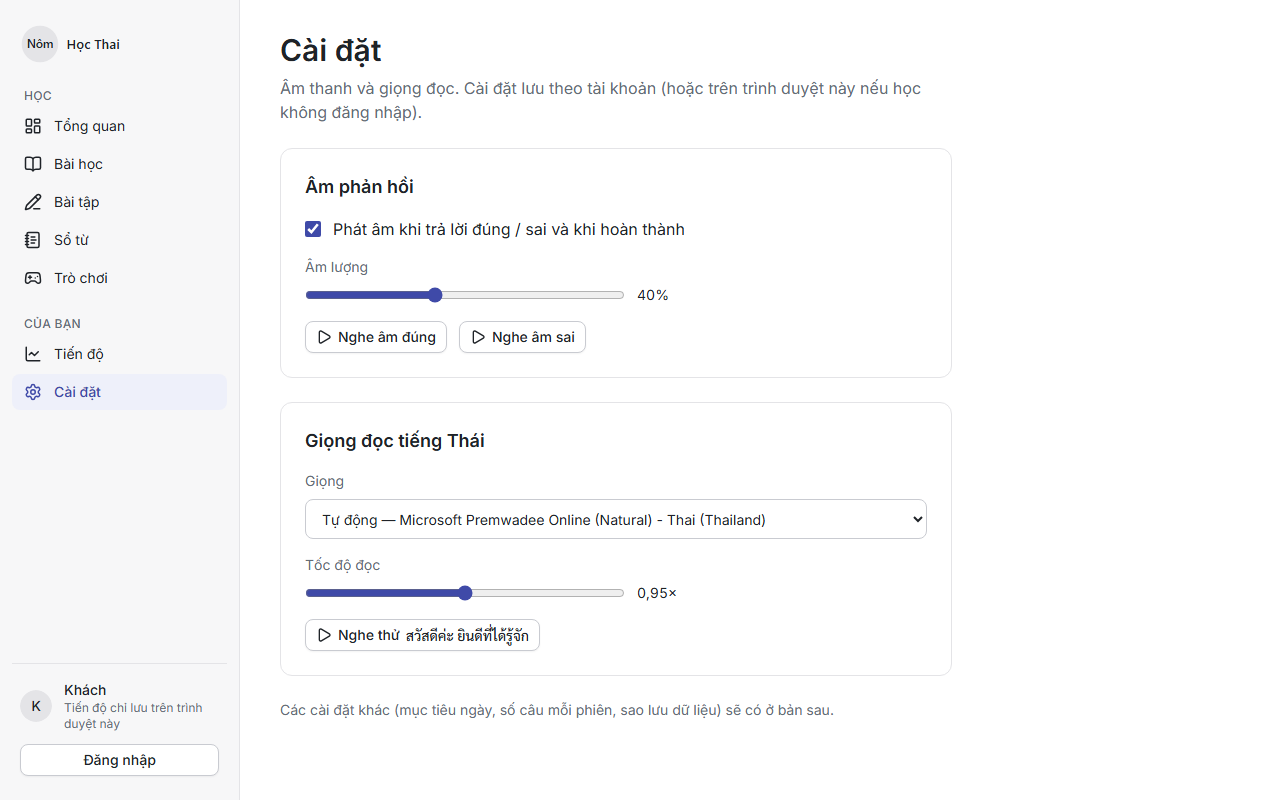 Nôm Học Thai
HỌC
Tổng quan
Bài học
Bài tập
Sổ từ
Trò chơi
CỦA BẠN
Tiến độ
Cài đặt
K
Khách
Tiến độ chỉ lưu trên trình
duyệt này
Đăng nhập
Cài đặt
Âm thanh và giọng đọc. Cài đặt lưu theo tài khoản (hoặc trên trình duyệt này nếu học
không đăng nhập).
Âm phản hồi
Phát âm khi trả lời đúng / sai và khi hoàn thành
Âm lượng
40%
Nghe âm đúng
Nghe âm sai
Giọng đọc tiếng Thái
Giọng
Tự động — Microsoft Premwadee Online (Natural) - Thai (Thailand)
Tốc độ đọc
0,95×
Nghe thử สวัสดีค่ะ ยินดีที่ได้รู้จัก
Các cài đặt khác (mục tiêu ngày, số câu mỗi phiên, sao lưu dữ liệu) sẽ có ở bản sau.